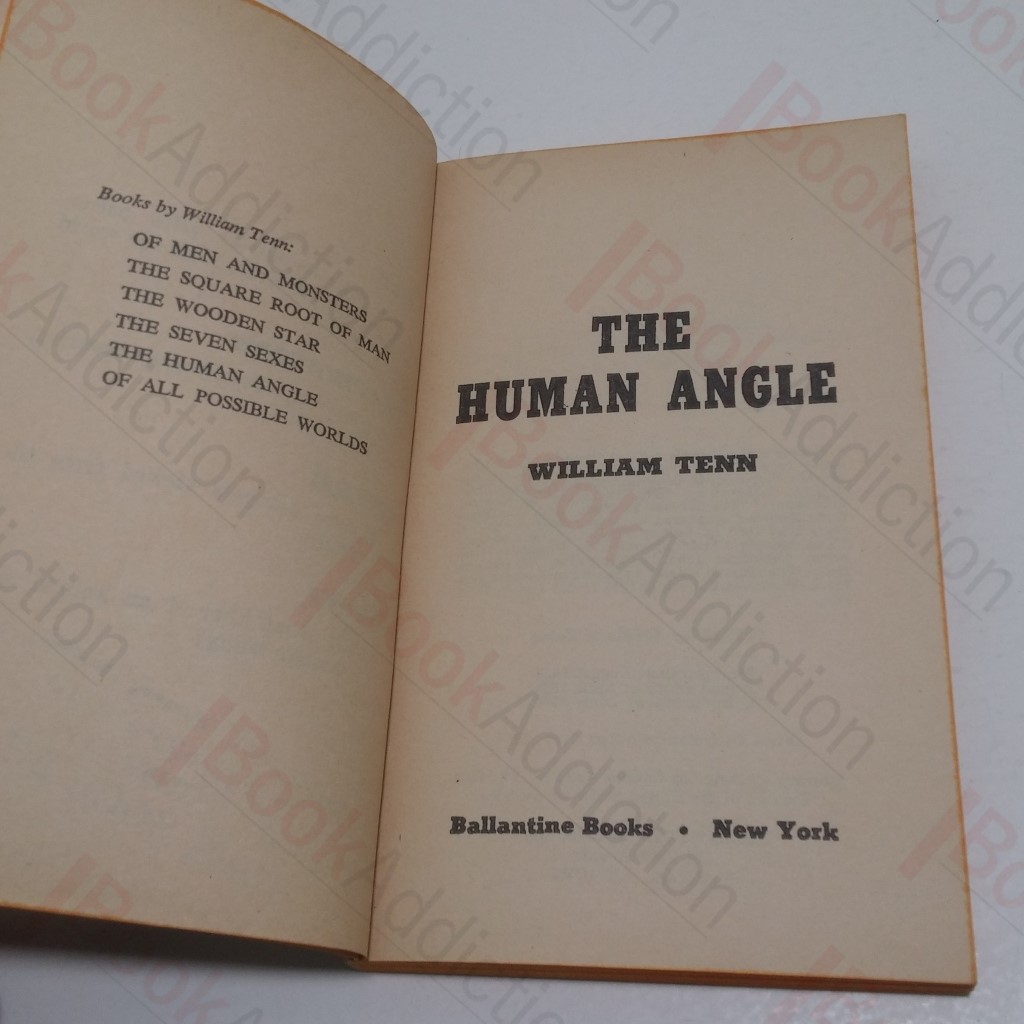 Books by William Tenn:
OF MEN AND MONSTERS
THE SQUARE ROOT OF MAN
THE WOODEN STAR
THE SEVEN SEXES
THE HUMAN ANGLE
OF ALL POSSIBLE WORLDS
THE
HUMAN ANGLE
WILLIAM TENN
Ballantine Books • New York
BookAddiction